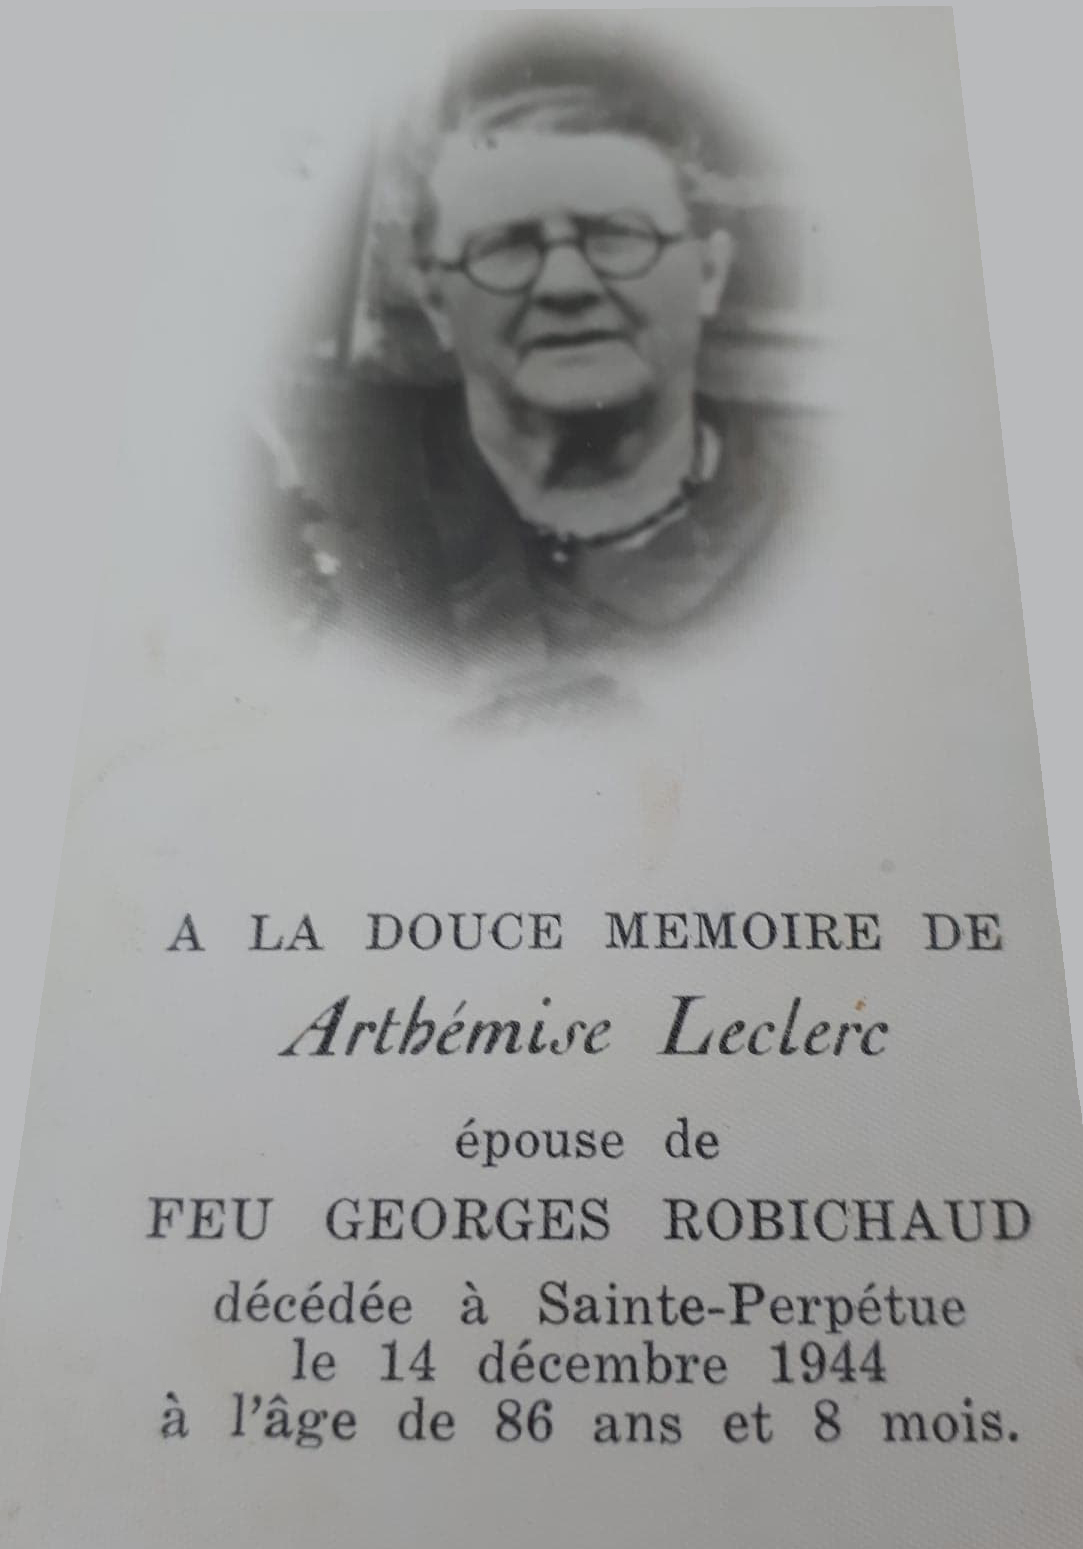 A LA DOUCE MEMOIRE DE
Arthémise Leclerc
épouse de
FEU GEORGES ROBICHAUD
décédée à Sainte-Perpétue
le 14 décembre 1944
à l'âge de 86 ans et 8 mois.